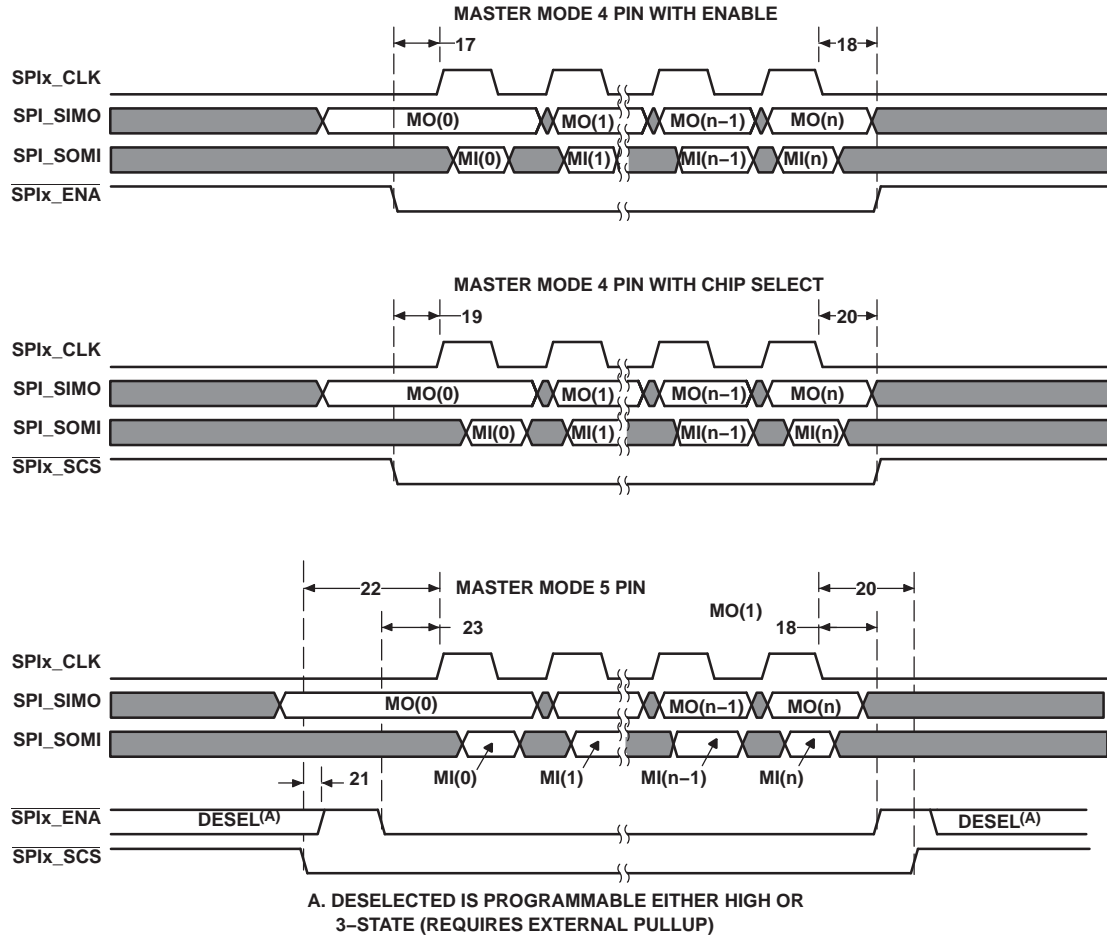 MASTER MODE 4 PIN WITH ENABLE
17 18
SPIx_CLK
SPI_SIMO MO(0) MO(1) MO(n−1) MO(n)
SPI_SOMI MI(0) MI(1) MI(n−1) MI(n)
SPIx_ENA
MASTER MODE 4 PIN WITH CHIP SELECT
19 20
SPIx_CLK
SPI_SIMO MO(0) MO(1) MO(n−1) MO(n)
SPI_SOMI MI(0) MI(1) MI(n−1) MI(n)
SPIx_SCS
22 MASTER MODE 5 PIN 20
MO(1)
23 18
SPIx_CLK
SPI_SIMO MO(0) MO(n−1) MO(n)
SPI_SOMI
MI(0) MI(1) MI(n−1) MI(n)
21
SPIx_ENA DESEL(A) DESEL(A)
SPIx_SCS
A. DESELECTED IS PROGRAMMABLE EITHER HIGH OR
3−STATE (REQUIRES EXTERNAL PULLUP)